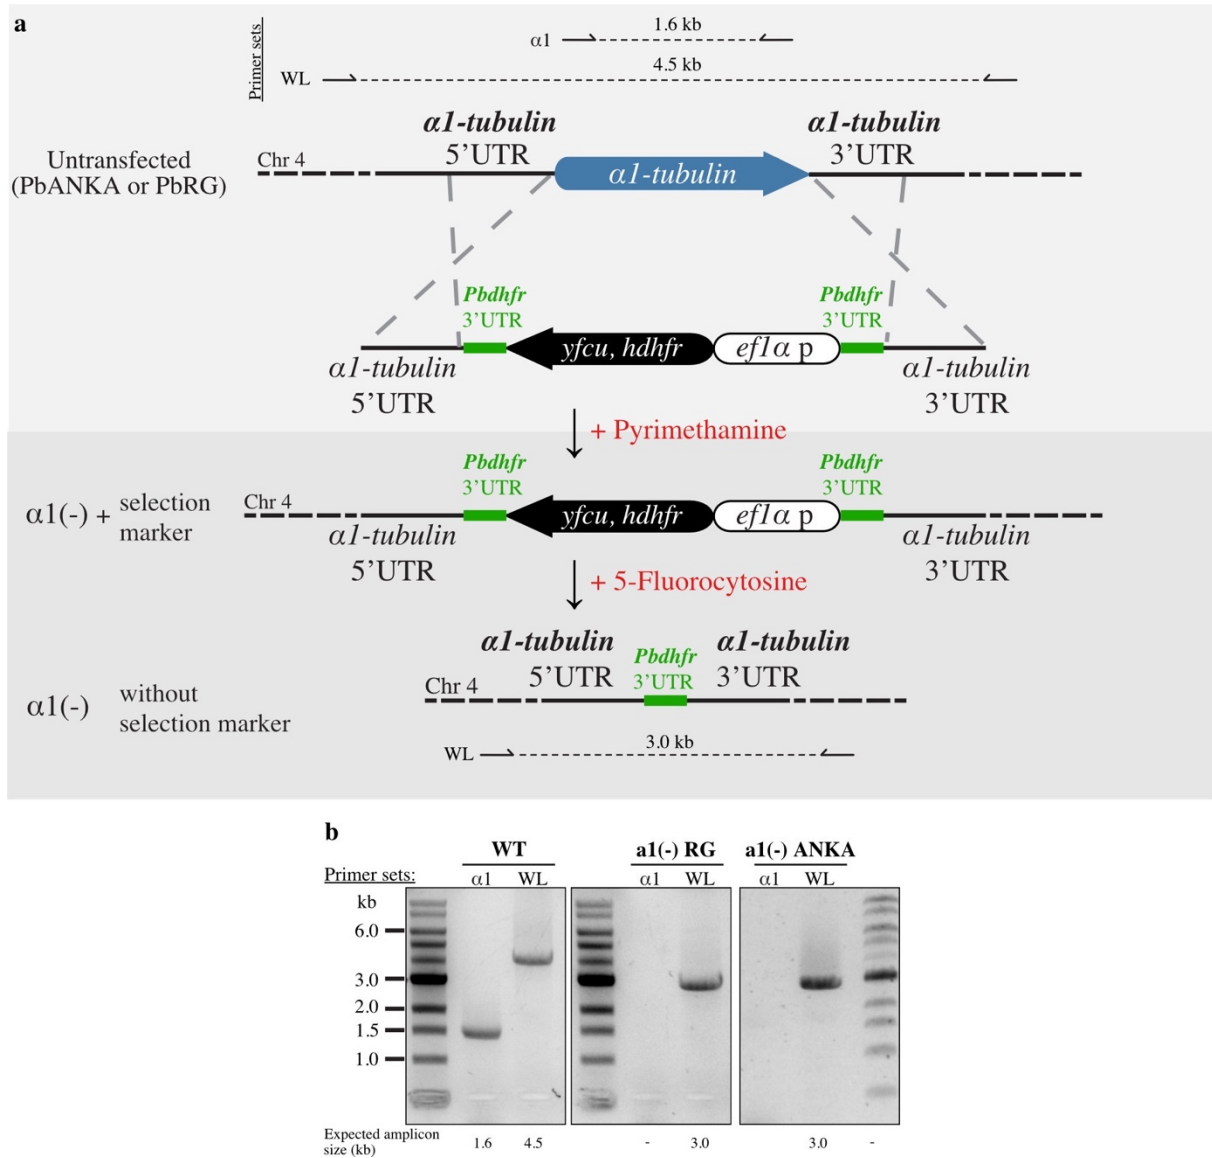 a
Primer sets
α1
1.6 kb
WL
4.5 kb
α1-tubulin
5’UTR
α1-tubulin
3’UTR
Untransfected
(PbANKA or PbRG)
Chr 4
α1-tubulin
Pbdhfr
3’UTR
Pbdhfr
3’UTR
yfcu, hdhfr
ef1α p
α1-tubulin
5’UTR
α1-tubulin
3’UTR
+ Pyrimethamine
Pbdhfr
3’UTR
Pbdhfr
3’UTR
α1(-) + selection
marker
Chr 4
yfcu, hdhfr
ef1α p
α1-tubulin
5’UTR
α1-tubulin
3’UTR
+ 5-Fluorocytosine
α1-tubulin
5’UTR
Pbdhfr
3’UTR
α1-tubulin
3’UTR
α1(-) without
selection marker
Chr 4
WL
3.0 kb
b
WT
a1(-) RG
a1(-) ANKA
Primer sets:
α1 WL
α1 WL
α1 WL
kb
6.0
3.0
2.0
1.5
1.0
Expected amplicon
size (kb)
1.6 4.5 - 3.0 3.0 -